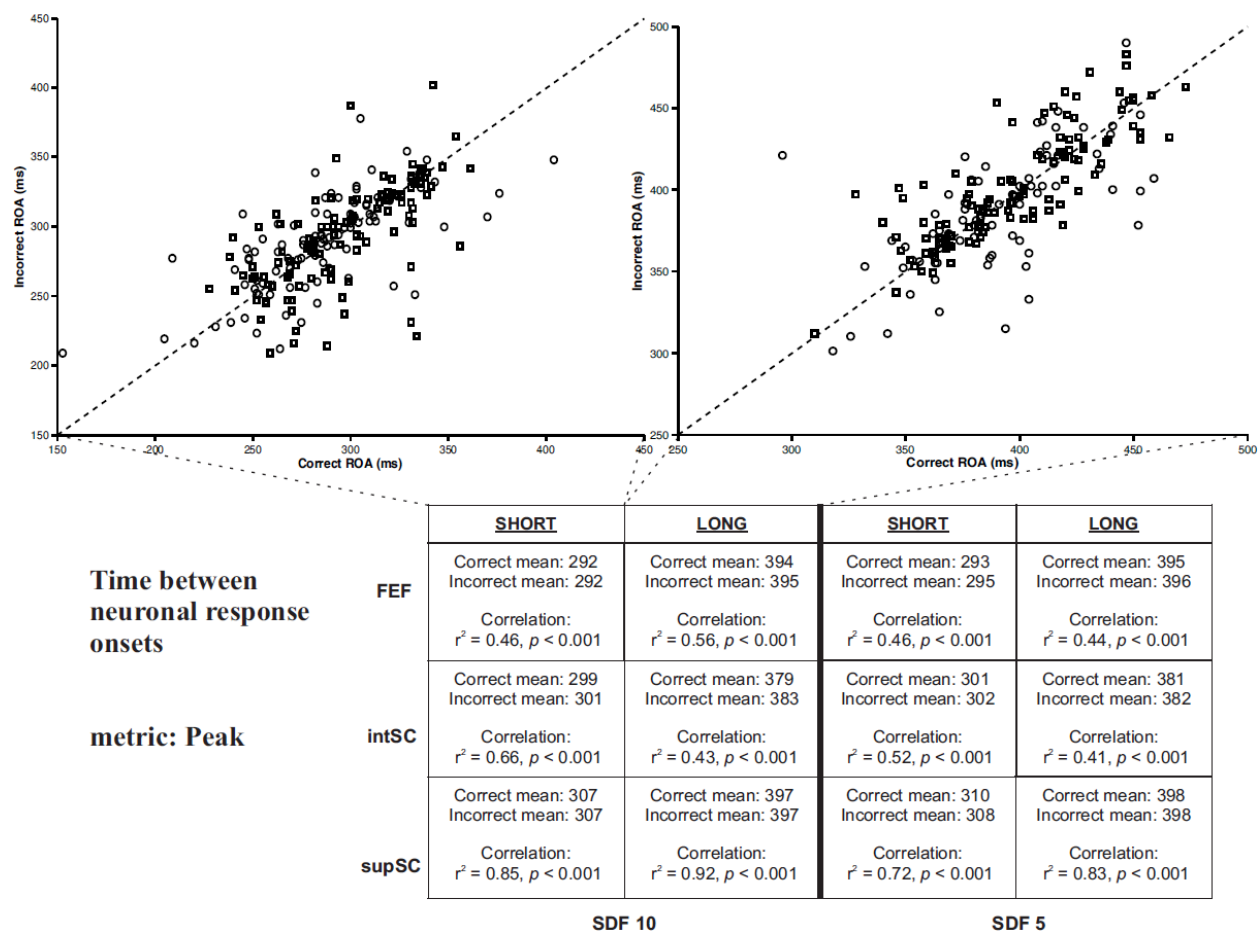 450
400
350
300
250
200
150
Incorrect ROA (ms)
150
200
250
300
350
400
450
Correct ROA (ms)
500
450
400
350
300
250
Incorrect ROA (ms)
250
300
350
400
450
500
Correct ROA (ms)
SHORT LONG SHORT LONG
Time between
neuronal response
onsets
metric: Peak
FEF
Correct mean: 292
Incorrect mean: 292
Correlation:
r² = 0.46, p < 0.001
Correct mean: 394
Incorrect mean: 395
Correlation:
r² = 0.56, p < 0.001
Correct mean: 293
Incorrect mean: 295
Correlation:
r² = 0.46, p < 0.001
Correct mean: 395
Incorrect mean: 396
Correlation:
r² = 0.44, p < 0.001
intSC
Correct mean: 299
Incorrect mean: 301
Correlation:
r² = 0.66, p < 0.001
Correct mean: 379
Incorrect mean: 383
Correlation:
r² = 0.43, p < 0.001
Correct mean: 301
Incorrect mean: 302
Correlation:
r² = 0.52, p < 0.001
Correct mean: 381
Incorrect mean: 382
Correlation:
r² = 0.41, p < 0.001
supSC
Correct mean: 307
Incorrect mean: 307
Correlation:
r² = 0.85, p < 0.001
Correct mean: 397
Incorrect mean: 397
Correlation:
r² = 0.92, p < 0.001
Correct mean: 310
Incorrect mean: 308
Correlation:
r² = 0.72, p < 0.001
Correct mean: 398
Incorrect mean: 398
Correlation:
r² = 0.83, p < 0.001
SDF 10
SDF 5